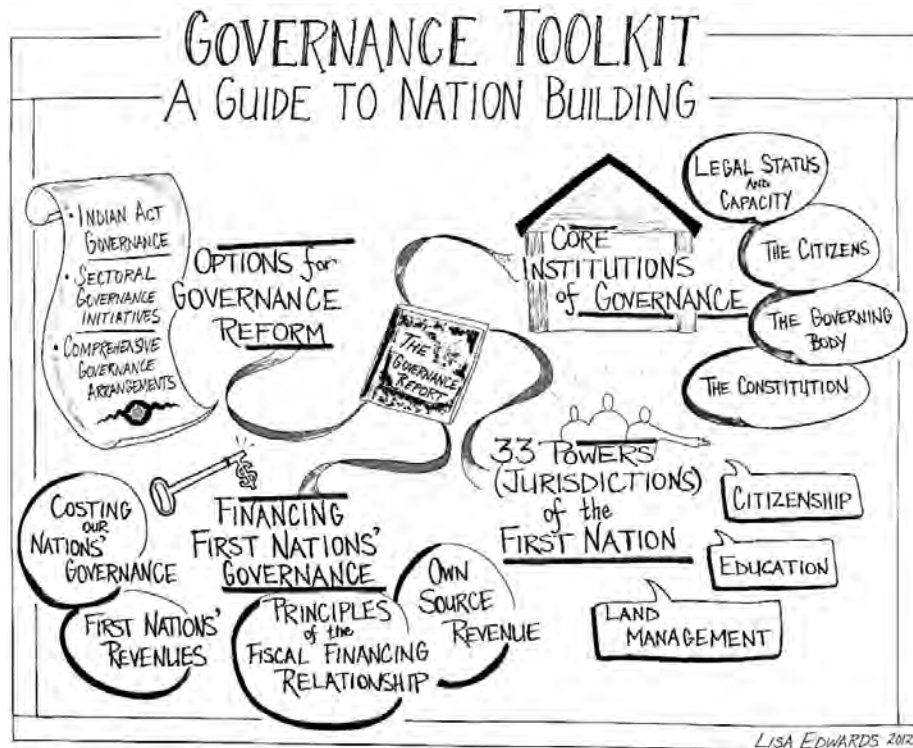 GOVERNANCE TOOLKIT
A GUIDE TO NATION BUILDING
• INDIAN ACT
GOVERNANCE
• SECTORAL
GOVERNANCE
INITIATIVES
• COMPREHENSIVE
GOVERNANCE
ARRANGEMENTS
OPTIONS for
GOVERNANCE
REFORM
THE
GOVERNANCE
REPORT
CORE
INSTITUTIONS
of GOVERNANCE
LEGAL STATUS
AND
CAPACITY
THE CITIZENS
THE GOVERNING
BODY
THE CONSTITUTION
33 POWERS
(JURISDICTIONS)
of the
FIRST NATION
CITIZENSHIP
EDUCATION
LAND
MANAGEMENT
$
FINANCING
FIRST NATIONS'
GOVERNANCE
COSTING
OUR
NATIONS'
GOVERNANCE
FIRST NATIONS'
REVENUES
PRINCIPLES
of the
FISCAL FINANCING
RELATIONSHIP
OWN
SOURCE
REVENUE
LISA EDWARDS 2012